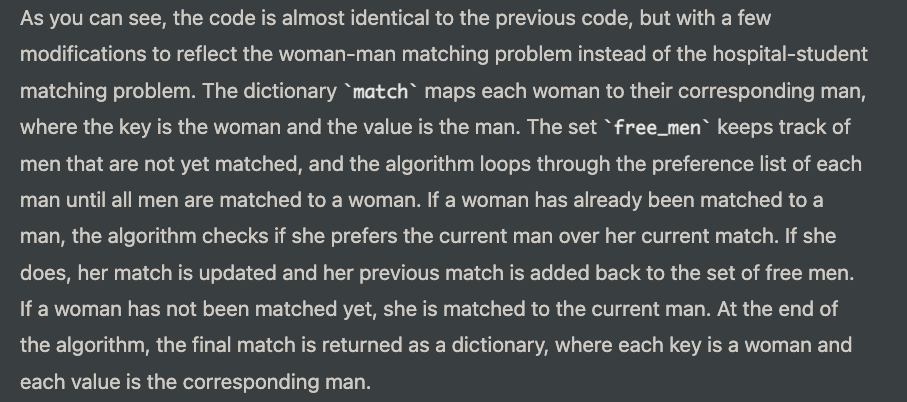 As you can see, the code is almost identical to the previous code, but with a few
modifications to reflect the woman-man matching problem instead of the hospital-student
matching problem. The dictionary `match` maps each woman to their corresponding man,
where the key is the woman and the value is the man. The set `free_men` keeps track of
men that are not yet matched, and the algorithm loops through the preference list of each
man until all men are matched to a woman. If a woman has already been matched to a
man, the algorithm checks if she prefers the current man over her current match. If she
does, her match is updated and her previous match is added back to the set of free men.
If a woman has not been matched yet, she is matched to the current man. At the end of
the algorithm, the final match is returned as a dictionary, where each key is a woman and
each value is the corresponding man.